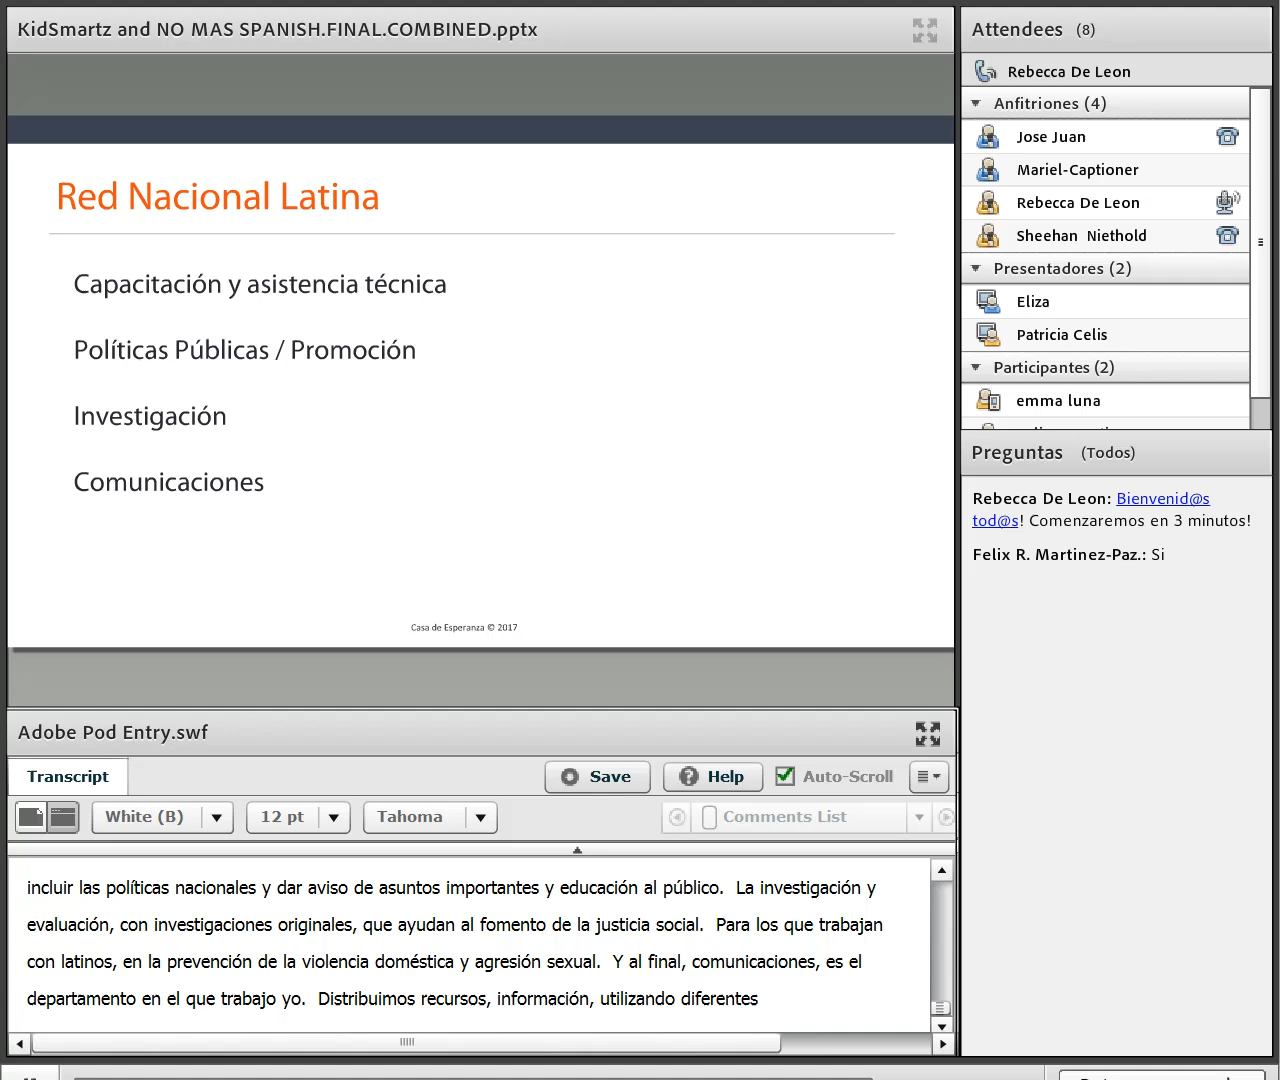 KidSmartz and NO MAS SPANISH.FINAL.COMBINED.pptx
Red Nacional Latina
Capacitación y asistencia técnica
Políticas Públicas / Promoción
Investigación
Comunicaciones
Casa de Esperanza © 2017
Attendees (8)
Rebecca De Leon
Anfitriones (4)
Jose Juan
Mariel-Captioner
Rebecca De Leon
Sheehan Niethold
Presentadores (2)
Eliza
Patricia Celis
Participantes (2)
emma luna
Preguntas (Todos)
Rebecca De Leon: Bienvenid@s
tod@s! Comenzaremos en 3 minutos!
Felix R. Martinez-Paz.: Si
Adobe Pod Entry.swf
Transcript
Save
Help
Auto-Scroll
White (B)
12 pt
Tahoma
Comments List
incluir las políticas nacionales y dar aviso de asuntos importantes y educación al público. La investigación y
evaluación, con investigaciones originales, que ayudan al fomento de la justicia social. Para los que trabajan
con latinos, en la prevención de la violencia doméstica y agresión sexual. Y al final, comunicaciones, es el
departamento en el que trabajo yo. Distribuimos recursos, información, utilizando diferentes